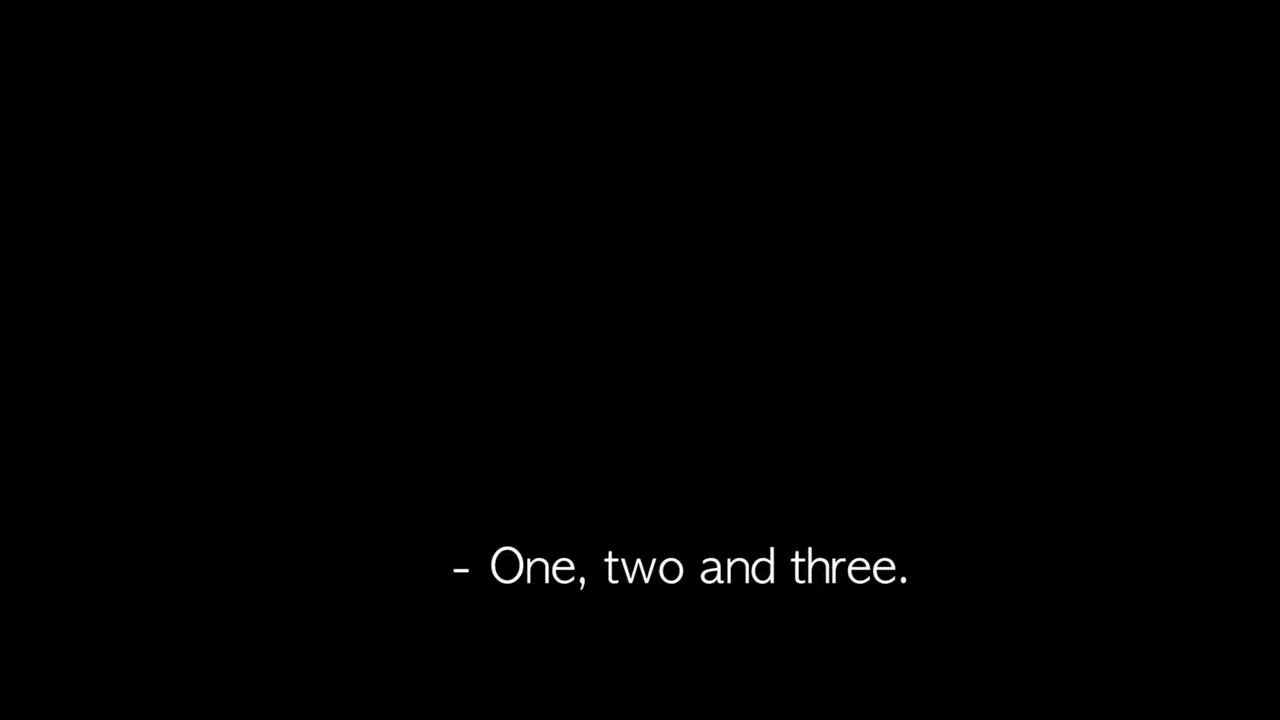 - One, two and three.